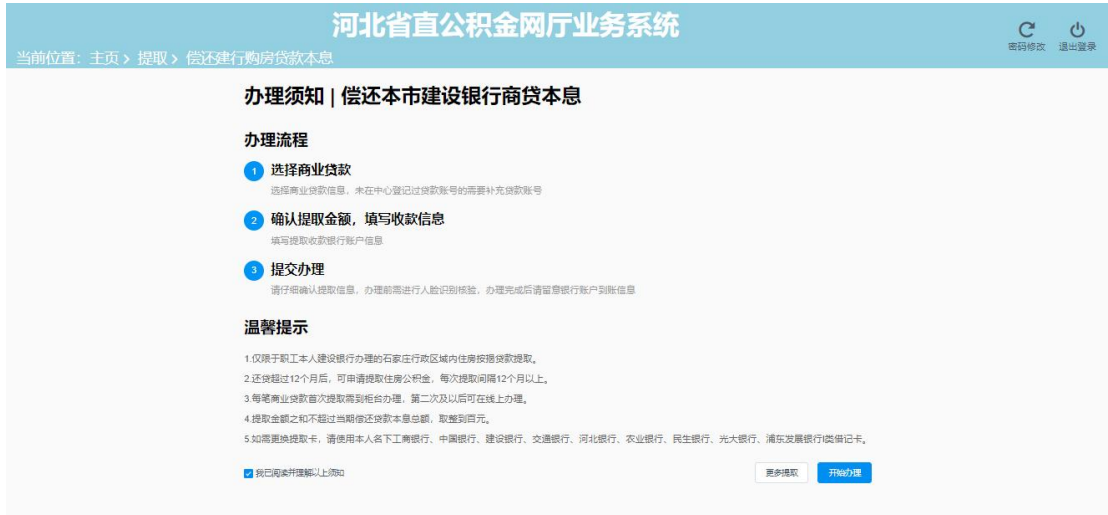 河北省直公积金网厅业务系统
密码修改 退出登录
当前位置：主页› 提取› 偿还建行购房贷款本息
办理须知 | 偿还本市建设银行商贷本息
办理流程
1 选择商业贷款
选择商业贷款信息，未在中心登记过贷款账号的需要补充贷款账号
2 确认提取金额，填写收款信息
填写提取收款银行账户信息
3 提交办理
请仔细确认提取信息，办理前需进行人脸识别核验，办理完成后请留意银行账户到账信息
温馨提示
1.仅限于职工本人建设银行办理的石家庄行政区域内住房按揭贷款提取。
2.还贷超过12个月后，可申请提取住房公积金，每次提取间隔12个月以上。
3.每笔商业贷款首次提取需到柜台办理，第二次及以后可在线上办理。
4.提取金额之和不超过当期偿还贷款本息总额，取整到百元。
5.如需更换提取卡，请使用本人名下工商银行、中国银行、建设银行、交通银行、河北银行、农业银行、民生银行、光大银行、浦东发展银行I类借记卡。
我已阅读并理解以上须知
更多提取 开始办理